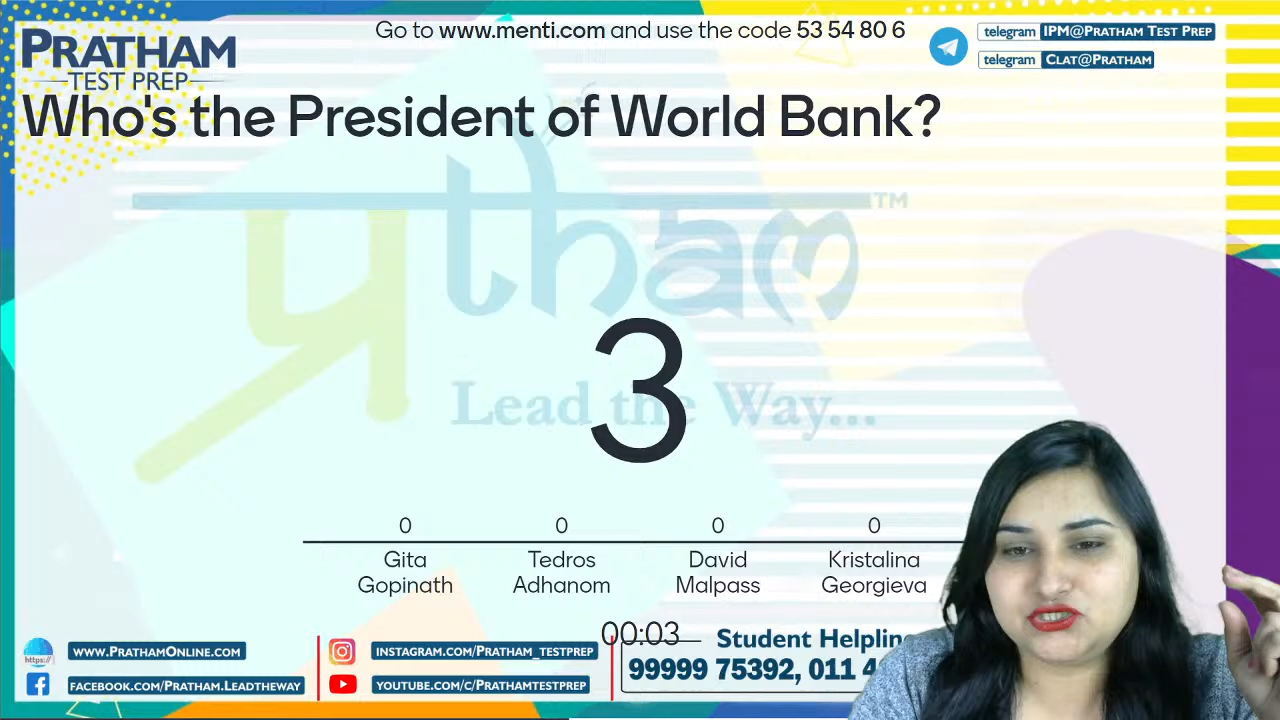 Go to www.menti.com and use the code 53 54 80 6
PRATHAM
TEST PREP
telegram IPM@PRATHAM TEST PREP
telegram CLAT@PRATHAM
Who's the President of World Bank?
प्रtham TM
Lead the Way...
3
0 0 0 0
Gita Gopinath
Tedros Adhanom
David Malpass
Kristalina Georgieva
00:03
https://
WWW.PRATHAMONLINE.COM
FACEBOOK.COM/PRATHAM.LEADTHEWAY
INSTAGRAM.COM/PRATHAM_TESTPREP
YOUTUBE.COM/C/PRATHAMTESTPREP
Student Helplin
99999 75392, 011 4